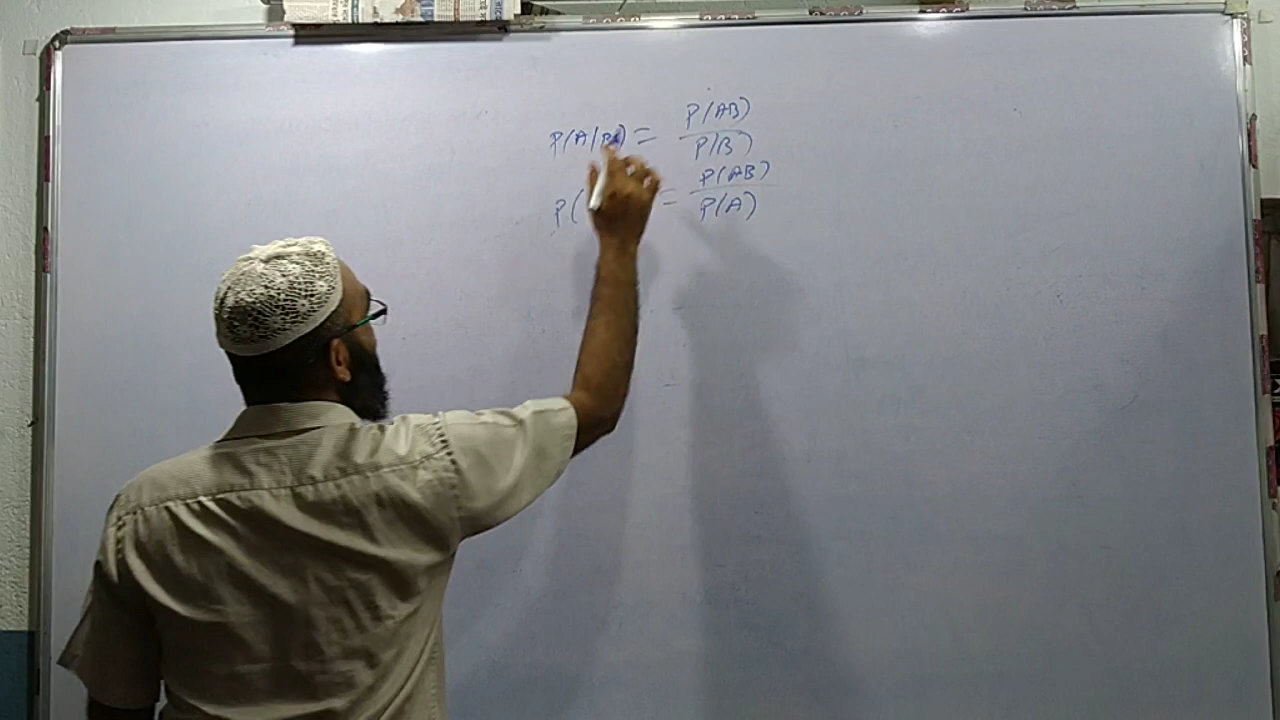 P(A/B) = P(AB) / P(B)
P( = P(AB) / P(A)